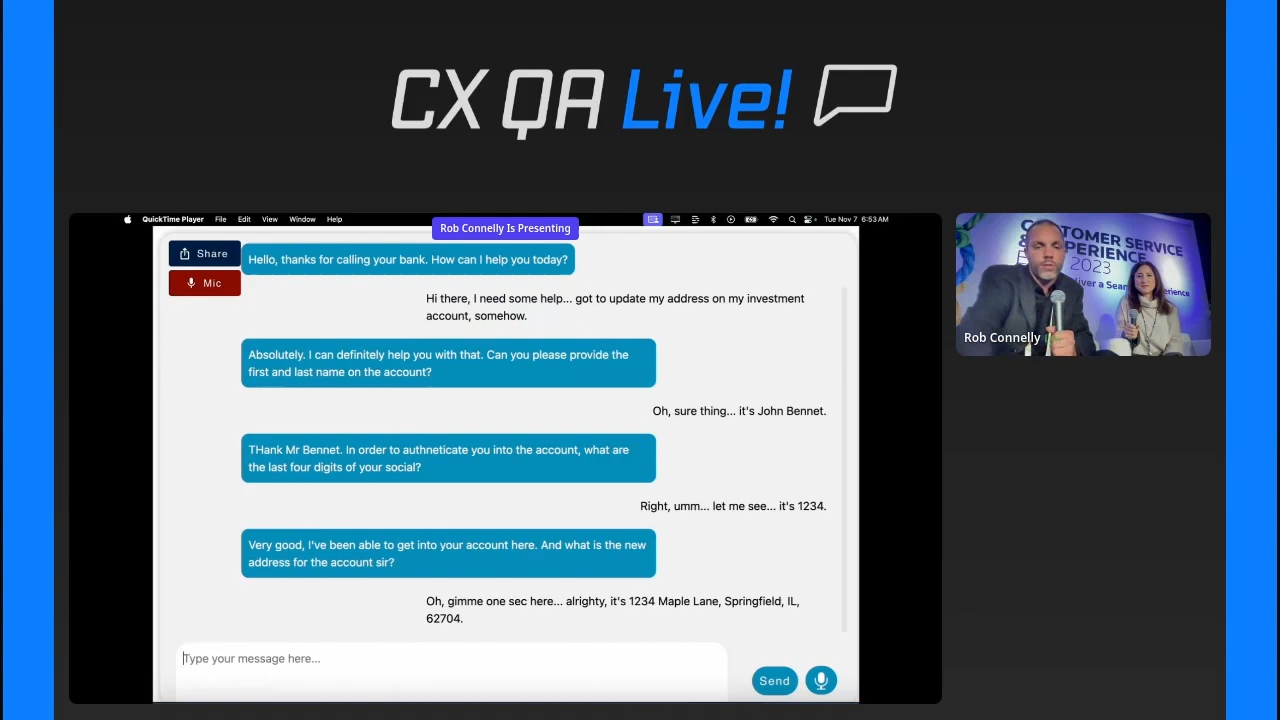 CX QA Live!
QuickTime Player File Edit View Window Help Tue Nov 7 6:53 AM
Rob Connelly Is Presenting
Share
Mic
Hello, thanks for calling your bank. How can I help you today?
Hi there, I need some help... got to update my address on my investment
account, somehow.
Absolutely. I can definitely help you with that. Can you please provide the
first and last name on the account?
Oh, sure thing... it's John Bennet.
THank Mr Bennet. In order to authneticate you into the account, what are
the last four digits of your social?
Right, umm... let me see... it's 1234.
Very good, I've been able to get into your account here. And what is the new
address for the account sir?
Oh, gimme one sec here... alrighty, it's 1234 Maple Lane, Springfield, IL,
62704.
Type your message here...
Send
CUSTOMER SERVICE
& EXPERIENCE
2023
Rob Connelly